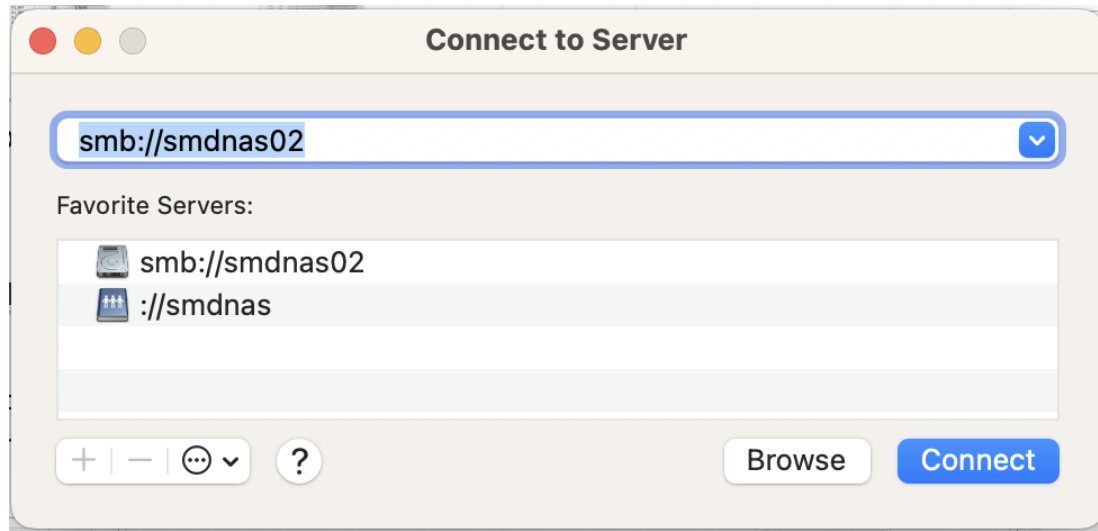 Connect to Server
smb://smdnas02
Favorite Servers:
smb://smdnas02
://smdnas
? Browse Connect